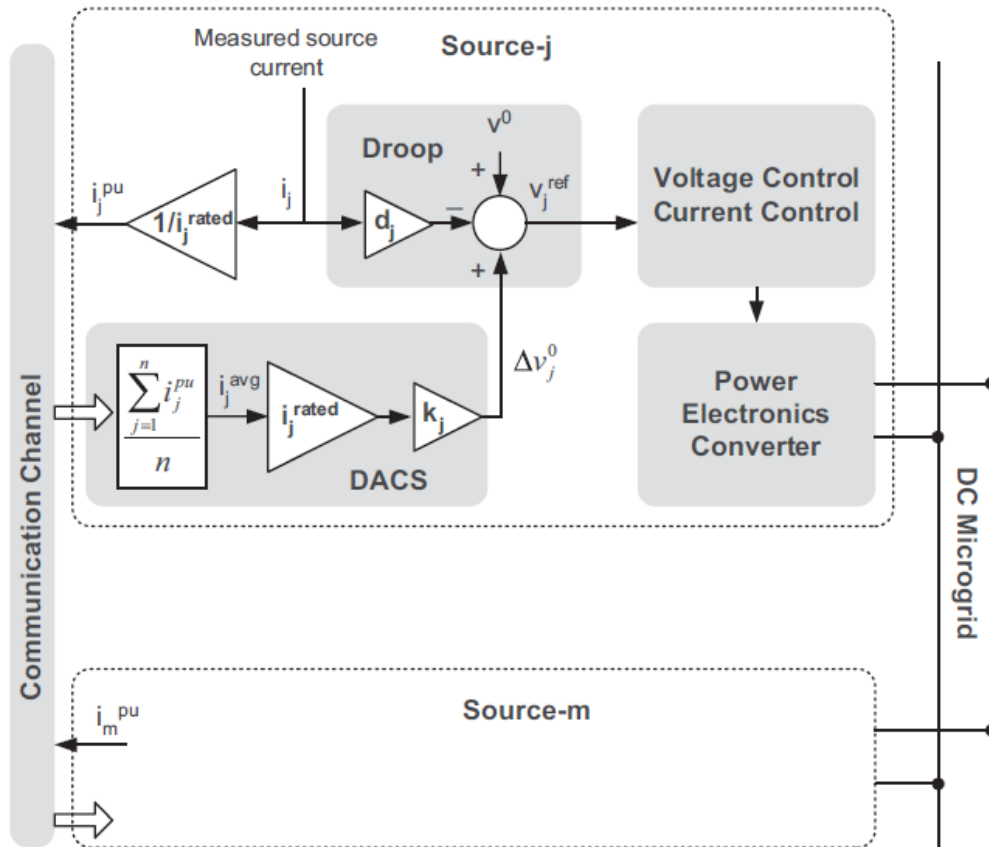 Measured source
current
Source-j
Droop
v⁰
+
i_j^pu
1/i_j^rated
i_j
d_j
−
v_j^ref
+
Voltage Control
Current Control
Δv_j^0
∑_{j=1}^{n} i_j^{pu}
n
i_j^avg
i_j^rated
k_j
DACS
Power
Electronics
Converter
Communication Channel
DC Microgrid
Source-m
i_m^pu